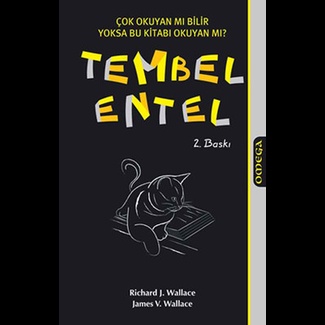 ÇOK OKUYAN MI BİLİR
YOKSA BU KİTABI OKUYAN MI?
TEMBEL
ENTEL
2. Baskı
OMEGA
Richard J. Wallace
James V. Wallace